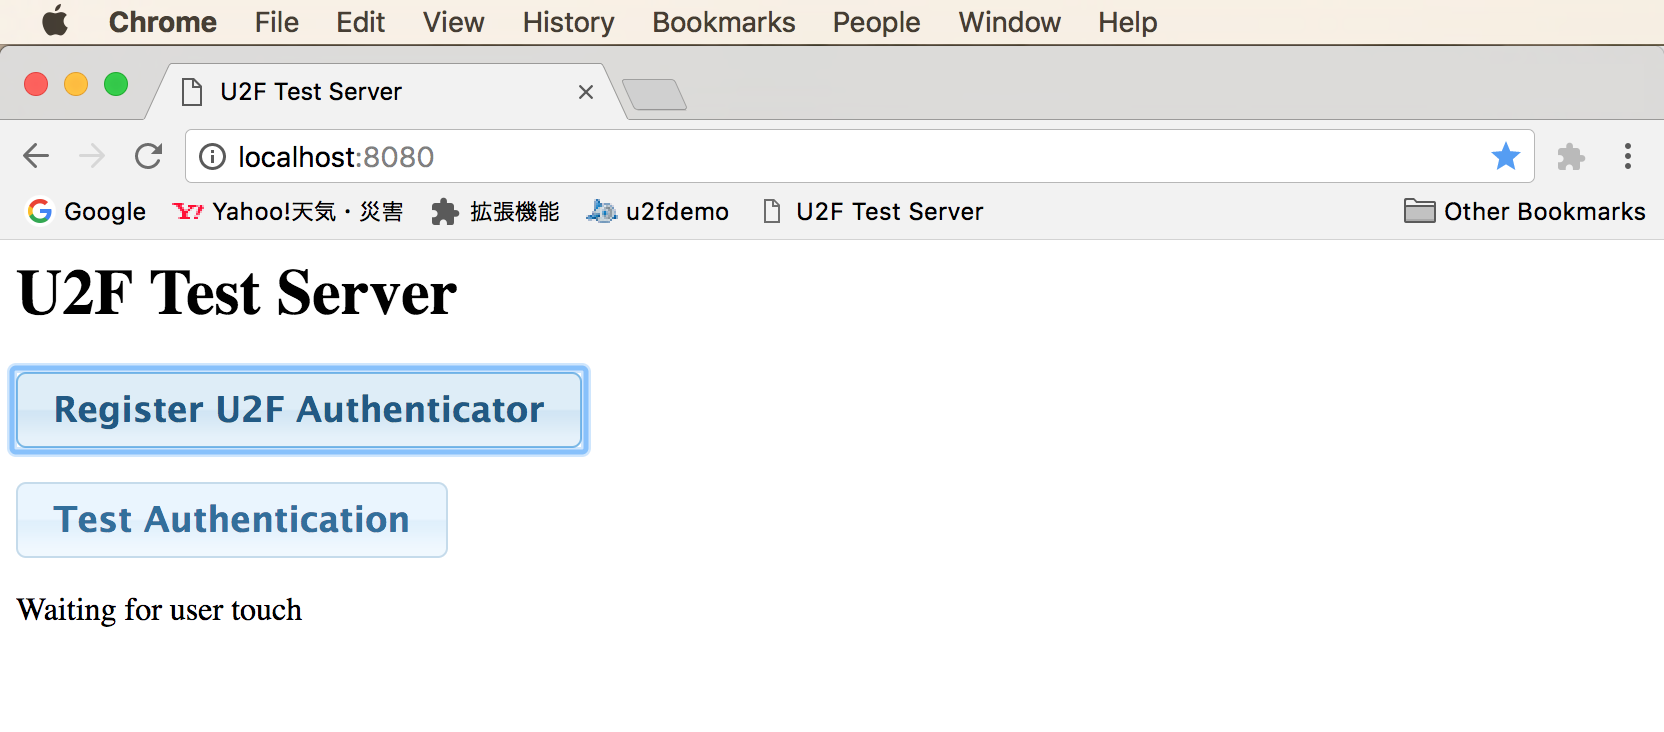 Chrome File Edit View History Bookmarks People Window Help
U2F Test Server
localhost:8080
Google Yahoo!天気・災害 拡張機能 u2fdemo U2F Test Server Other Bookmarks
U2F Test Server
Register U2F Authenticator
Test Authentication
Waiting for user touch